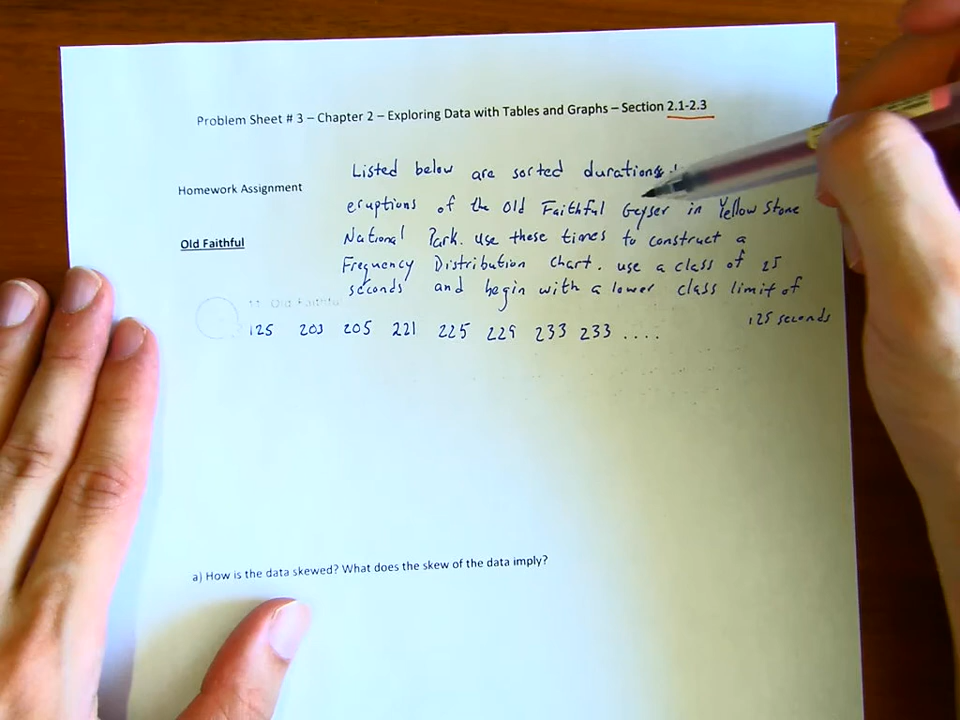 Problem Sheet # 3 – Chapter 2 – Exploring Data with Tables and Graphs – Section 2.1-2.3
Homework Assignment
Old Faithful
Listed below are sorted durations
eruptions of the Old Faithful Geyser in Yellow Stone
National Park. Use these times to construct a
Frequency Distribution Chart. use a class of 25
seconds and begin with a lower class limit of
125 seconds
11. Old Faithful
125 203 205 221 225 229 233 233 ....
a) How is the data skewed? What does the skew of the data imply?